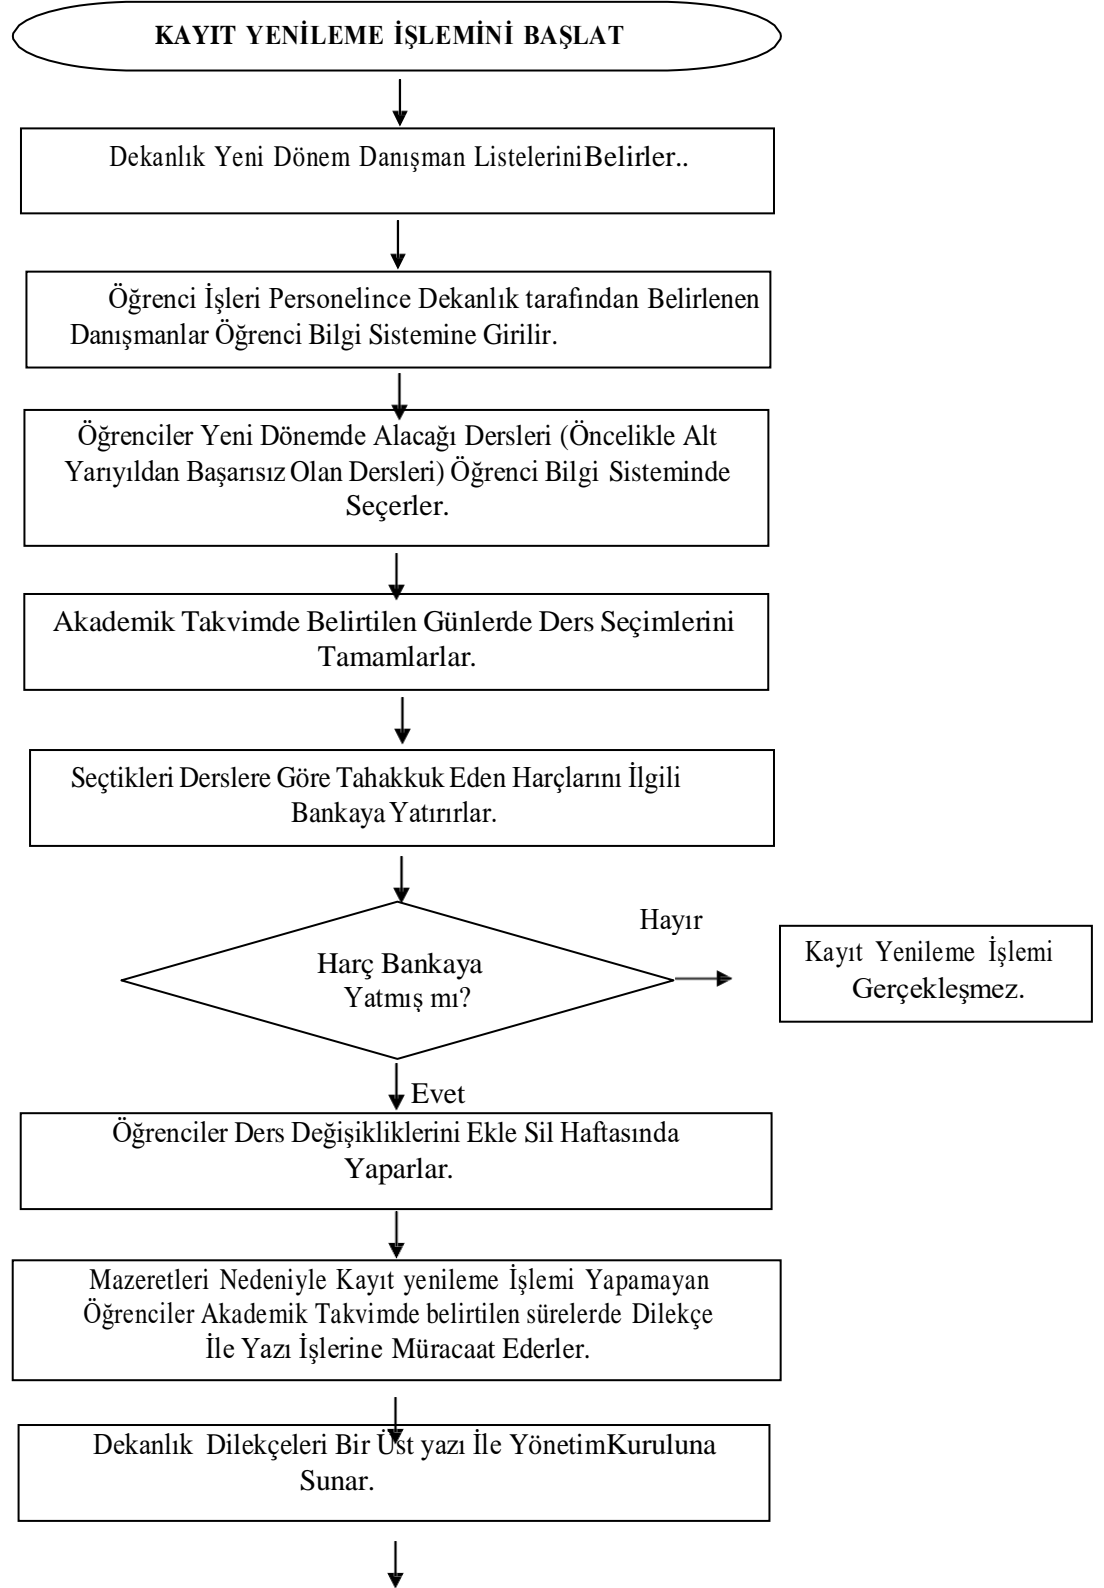 KAYIT YENİLEME İŞLEMİNİ BAŞLAT
Dekanlık Yeni Dönem Danışman Listelerini Belirler..
Öğrenci İşleri Personelince Dekanlık tarafından Belirlenen
Danışmanlar Öğrenci Bilgi Sistemine Girilir.
Öğrenciler Yeni Dönemde Alacağı Dersleri (Öncelikle Alt
Yarıyıldan Başarısız Olan Dersleri) Öğrenci Bilgi Sisteminde
Seçerler.
Akademik Takvimde Belirtilen Günlerde Ders Seçimlerini
Tamamlarlar.
Seçtikleri Derslere Göre Tahakkuk Eden Harçlarını İlgili
Bankaya Yatırırlar.
Harç Bankaya
Yatmış mı?
Hayır
Kayıt Yenileme İşlemi
Gerçekleşmez.
Evet
Öğrenciler Ders Değişikliklerini Ekle Sil Haftasında
Yaparlar.
Mazeretleri Nedeniyle Kayıt yenileme İşlemi Yapamayan
Öğrenciler Akademik Takvimde belirtilen sürelerde Dilekçe
İle Yazı İşlerine Müracaat Ederler.
Dekanlık Dilekçeleri Bir Üst yazı İle Yönetim Kuruluna
Sunar.